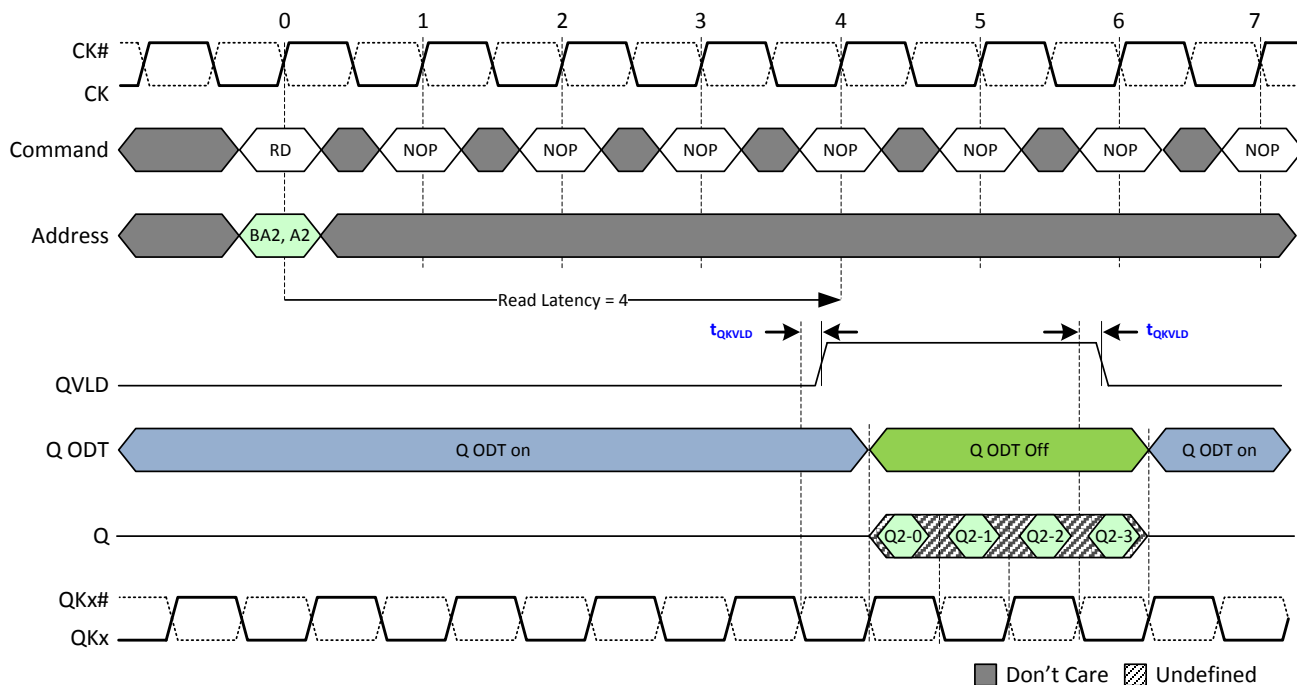 0 1 2 3 4 5 6 7
CK#
CK
Command RD NOP NOP NOP NOP NOP NOP NOP
Address BA2, A2
Read Latency = 4
tQKVLD tQKVLD
QVLD
Q ODT Q ODT on Q ODT Off Q ODT on
Q Q2-0 Q2-1 Q2-2 Q2-3
QKx#
QKx
Don't Care Undefined